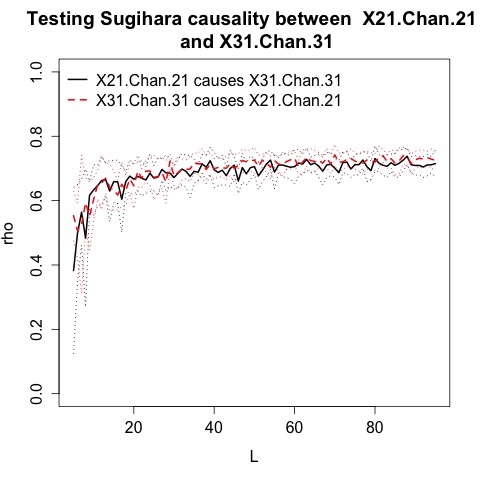 Testing Sugihara causality between X21.Chan.21
and X31.Chan.31
X21.Chan.21 causes X31.Chan.31
X31.Chan.31 causes X21.Chan.21
rho
1.0
0.8
0.6
0.4
0.2
0.0
20 40 60 80
L